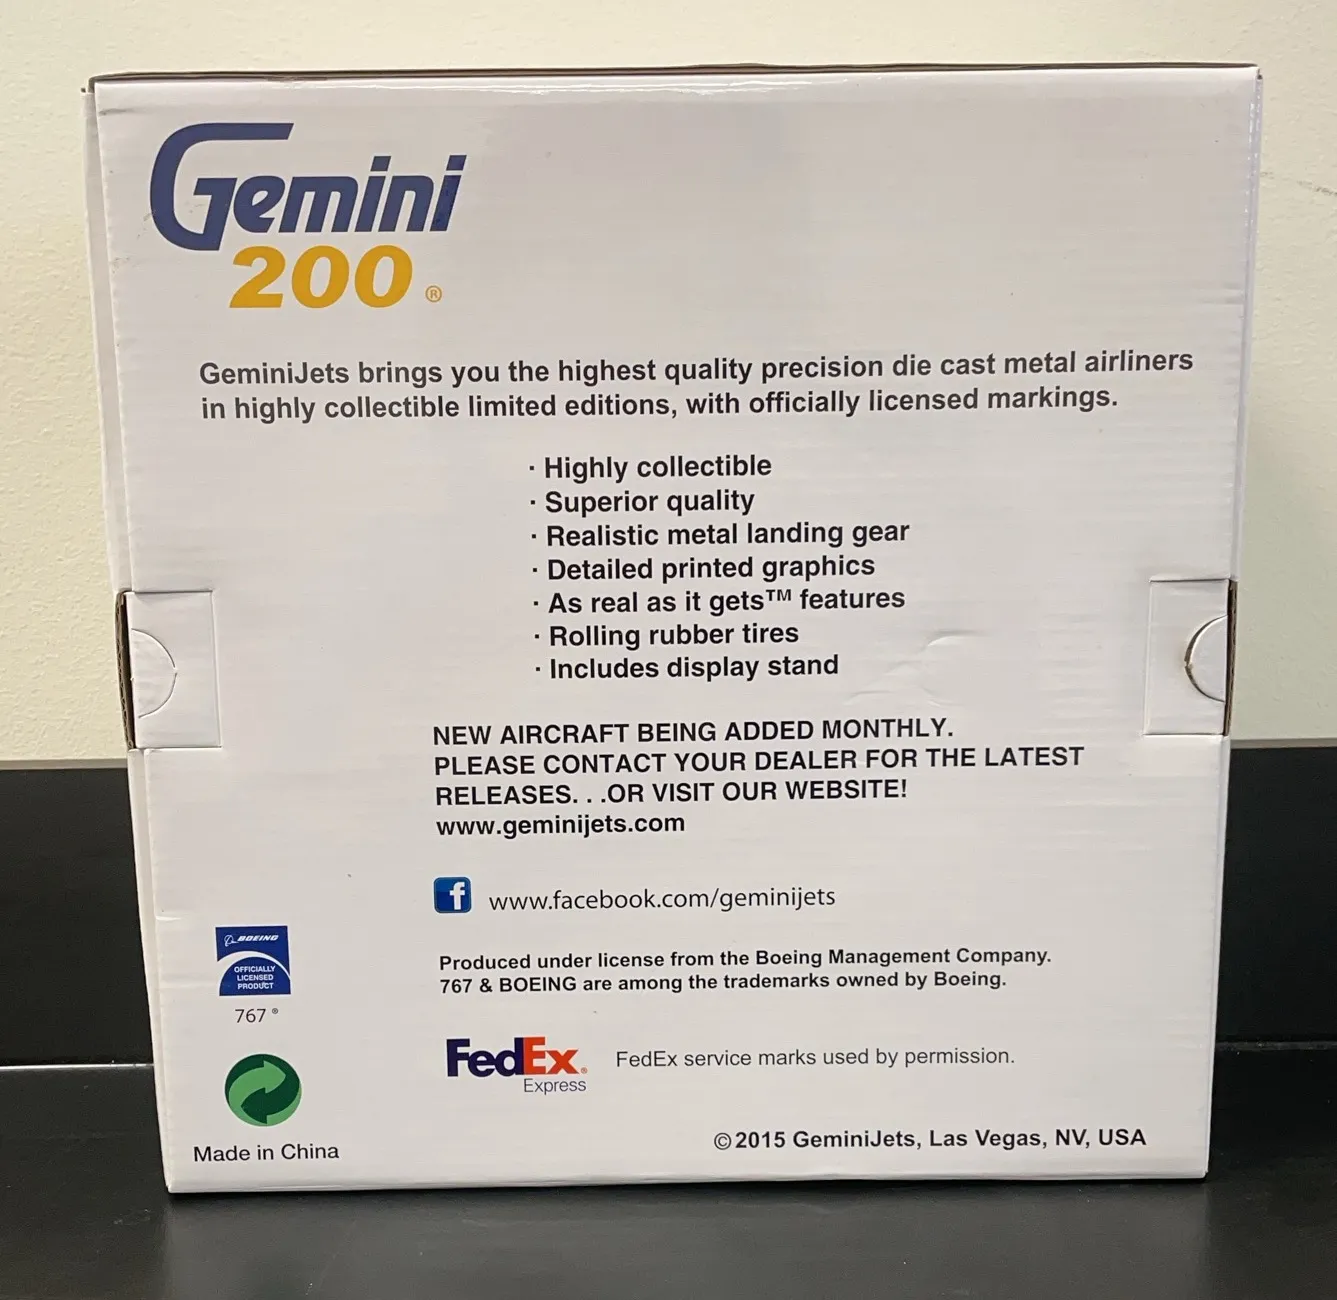 Gemini
200 ®
GeminiJets brings you the highest quality precision die cast metal airliners
in highly collectible limited editions, with officially licensed markings.
· Highly collectible
· Superior quality
· Realistic metal landing gear
· Detailed printed graphics
· As real as it gets™ features
· Rolling rubber tires
· Includes display stand
NEW AIRCRAFT BEING ADDED MONTHLY.
PLEASE CONTACT YOUR DEALER FOR THE LATEST
RELEASES. . .OR VISIT OUR WEBSITE!
www.geminijets.com
f www.facebook.com/geminijets
BOEING
OFFICIALLY
LICENSED
PRODUCT
767 ®
Produced under license from the Boeing Management Company.
767 & BOEING are among the trademarks owned by Boeing.
FedEx®
Express
FedEx service marks used by permission.
Made in China
© 2015 GeminiJets, Las Vegas, NV, USA